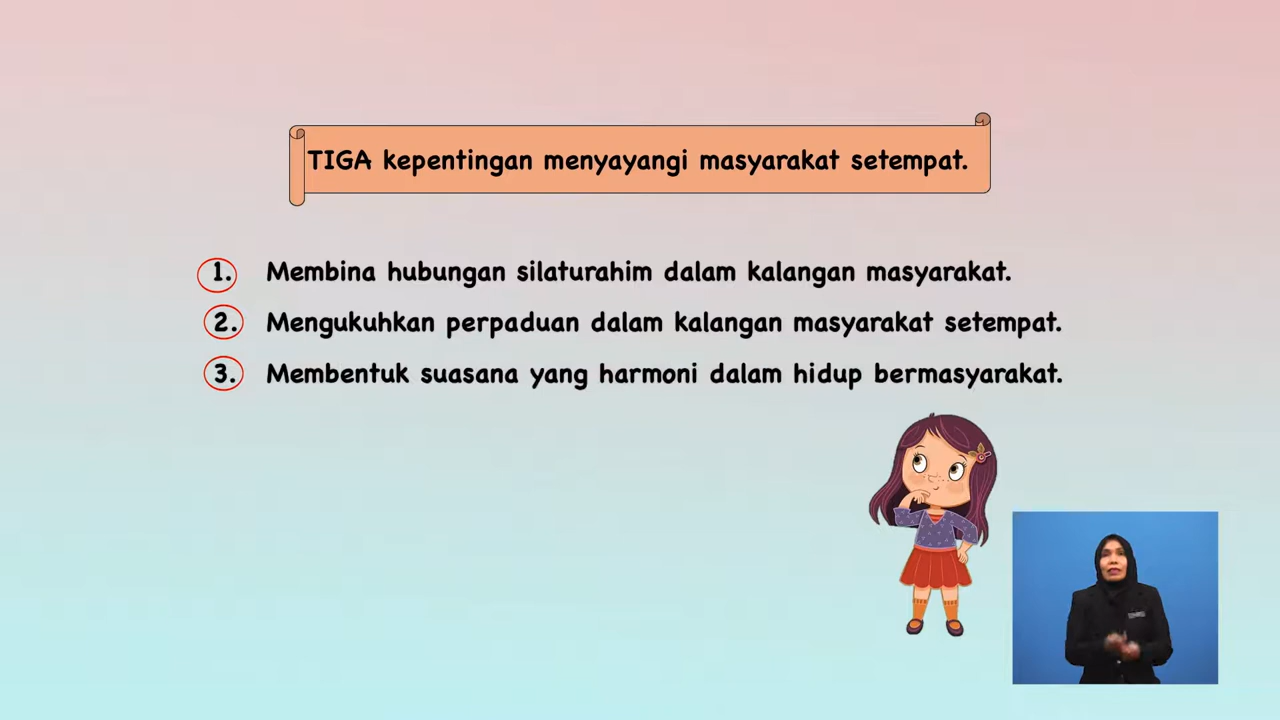 TIGA kepentingan menyayangi masyarakat setempat.
1. Membina hubungan silaturahim dalam kalangan masyarakat.
2. Mengukuhkan perpaduan dalam kalangan masyarakat setempat.
3. Membentuk suasana yang harmoni dalam hidup bermasyarakat.